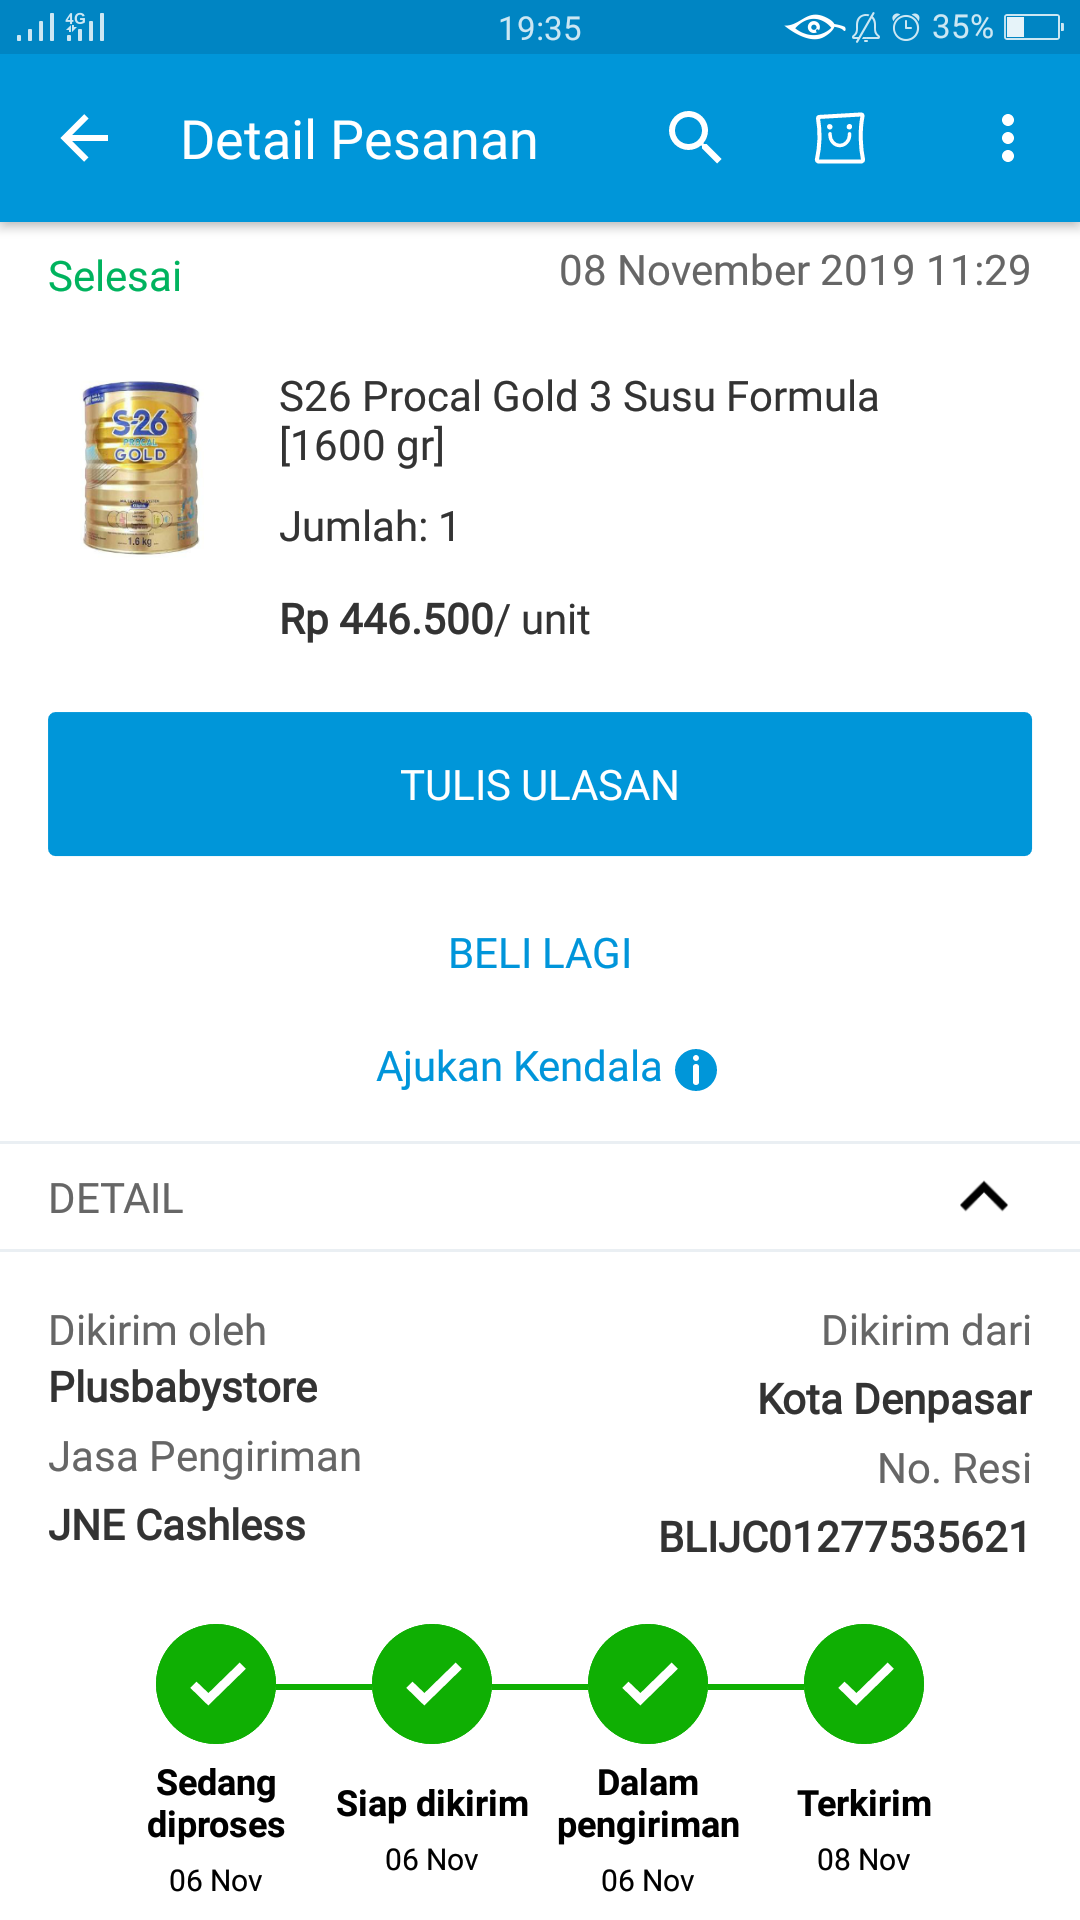 4G 19:35 35%
Detail Pesanan
Selesai 08 November 2019 11:29
S26 Procal Gold 3 Susu Formula
[1600 gr]
S-26
PROCAL
GOLD
1.6 kg
Jumlah: 1
Rp 446.500/ unit
TULIS ULASAN
BELI LAGI
Ajukan Kendala i
DETAIL
Dikirim oleh Dikirim dari
Plusbabystore Kota Denpasar
Jasa Pengiriman No. Resi
JNE Cashless BLIJC01277535621
Sedang
diproses
06 Nov
Siap dikirim
06 Nov
Dalam
pengiriman
06 Nov
Terkirim
08 Nov